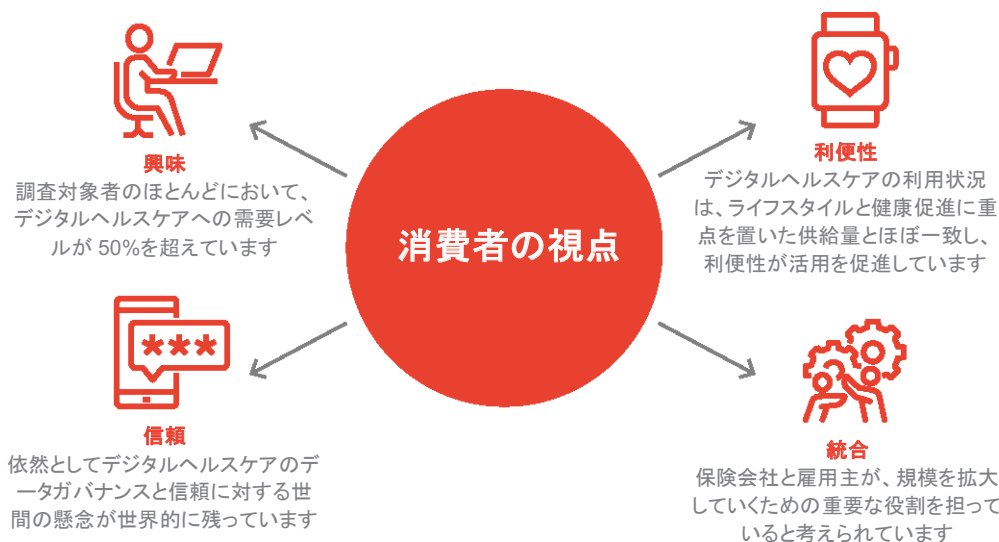 興味
調査対象者のほとんどにおいて、
デジタルヘルスケアへの需要レベ
ルが 50%を超えています
利便性
デジタルヘルスケアの利用状況
は、ライフスタイルと健康促進に重
点を置いた供給量とほぼ一致し、
利便性が活用を促進しています
消費者の視点
***
信頼
依然としてデジタルヘルスケアのデ
ータガバナンスと信頼に対する世
間の懸念が世界的に残っています
統合
保険会社と雇用主が、規模を拡大
していくための重要な役割を担って
いると考えられています